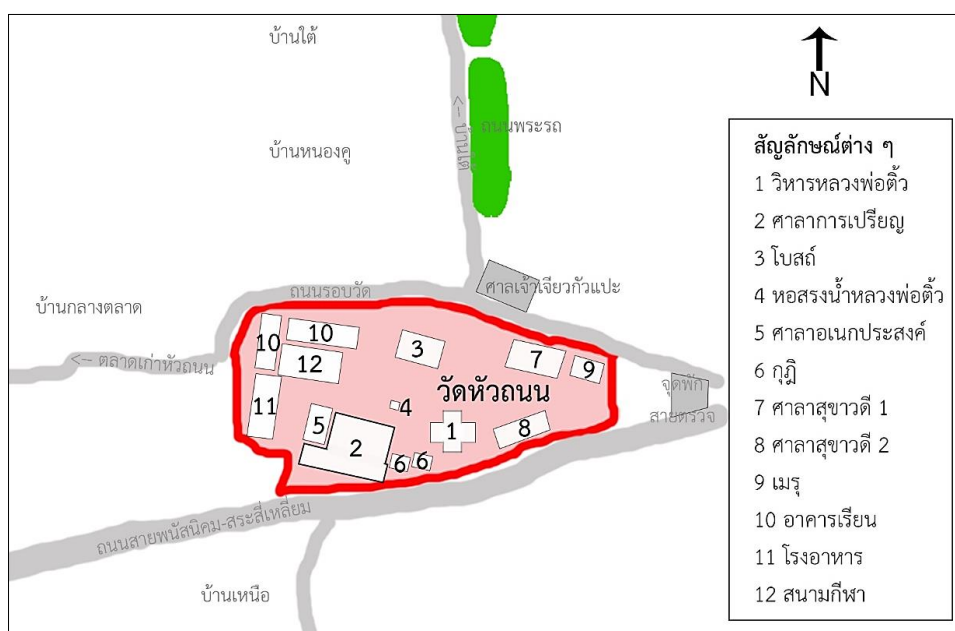 บ้านใต้
N
<- บ้านใต้
ถนนพระรถ
บ้านหนองคู
ถนนรอบวัด
ศาลเจ้าเจียวกัวแปะ
บ้านกลางตลาด
<- ตลาดเก่าหัวถนน
10
10
12
3
7
9
วัดหัวถนน
จุดพัก
สายตรวจ
11
5
4
1
8
2
6
6
ถนนสายพนัสนิคม-สระสี่เหลี่ยม
บ้านเหนือ
สัญลักษณ์ต่าง ๆ
1 วิหารหลวงพ่อติ้ว
2 ศาลาการเปรียญ
3 โบสถ์
4 หอสรงน้ำหลวงพ่อติ้ว
5 ศาลาอเนกประสงค์
6 กุฎิ
7 ศาลาสุขาวดี 1
8 ศาลาสุขาวดี 2
9 เมรุ
10 อาคารเรียน
11 โรงอาหาร
12 สนามกีฬา